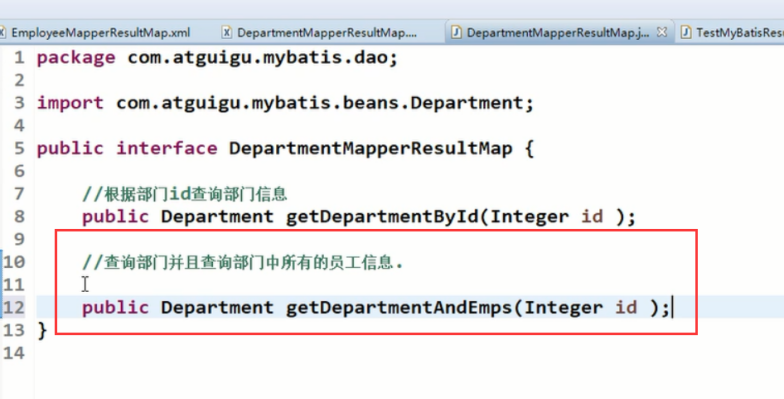 EmployeeMapperResultMap.xml
DepartmentMapperResultMap....
DepartmentMapperResultMap.j...
TestMyBatisRes
1 package com.atguigu.mybatis.dao;
2
3 import com.atguigu.mybatis.beans.Department;
4
5 public interface DepartmentMapperResultMap {
6
7 //根据部门id查询部门信息
8 public Department getDepartmentById(Integer id );
9
10 //查询部门并且查询部门中所有的员工信息.
11
12 public Department getDepartmentAndEmps(Integer id );
13 }
14